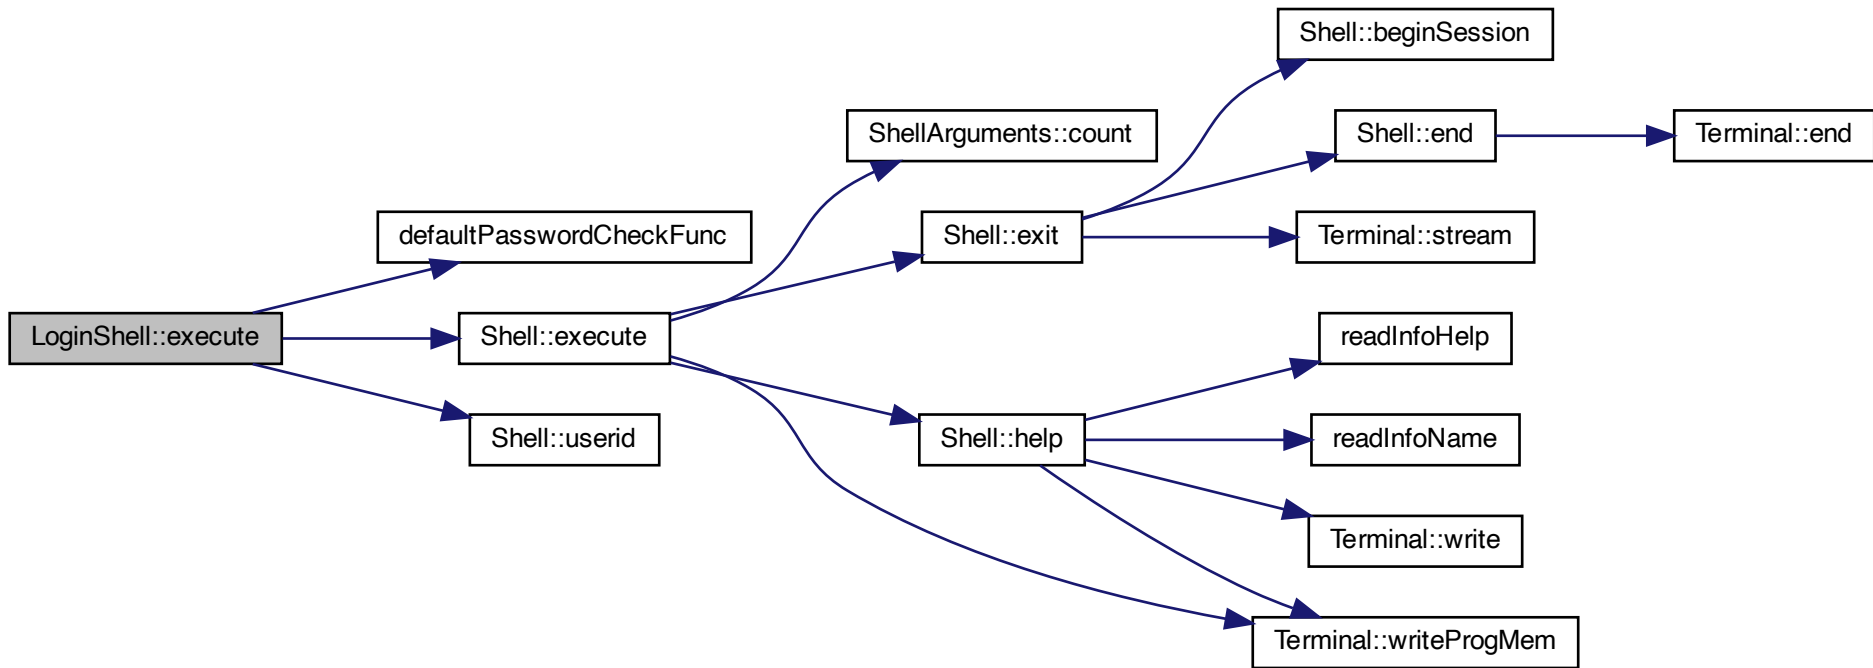 Shell::beginSession
ShellArguments::count
Shell::end
Terminal::end
defaultPasswordCheckFunc
Shell::exit
Terminal::stream
LoginShell::execute
Shell::execute
readInfoHelp
Shell::userid
Shell::help
readInfoName
Terminal::write
Terminal::writeProgMem